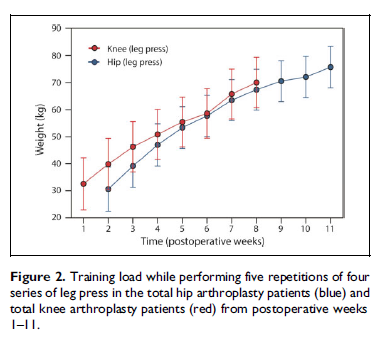 90
80
70
60
50
40
30
20
Weight (kg)
Knee (leg press)
Hip (leg press)
1 2 3 4 5 6 7 8 9 10 11
Time (postoperative weeks)
Figure 2. Training load while performing five repetitions of four
series of leg press in the total hip arthroplasty patients (blue) and
total knee arthroplasty patients (red) from postoperative weeks
1–11.